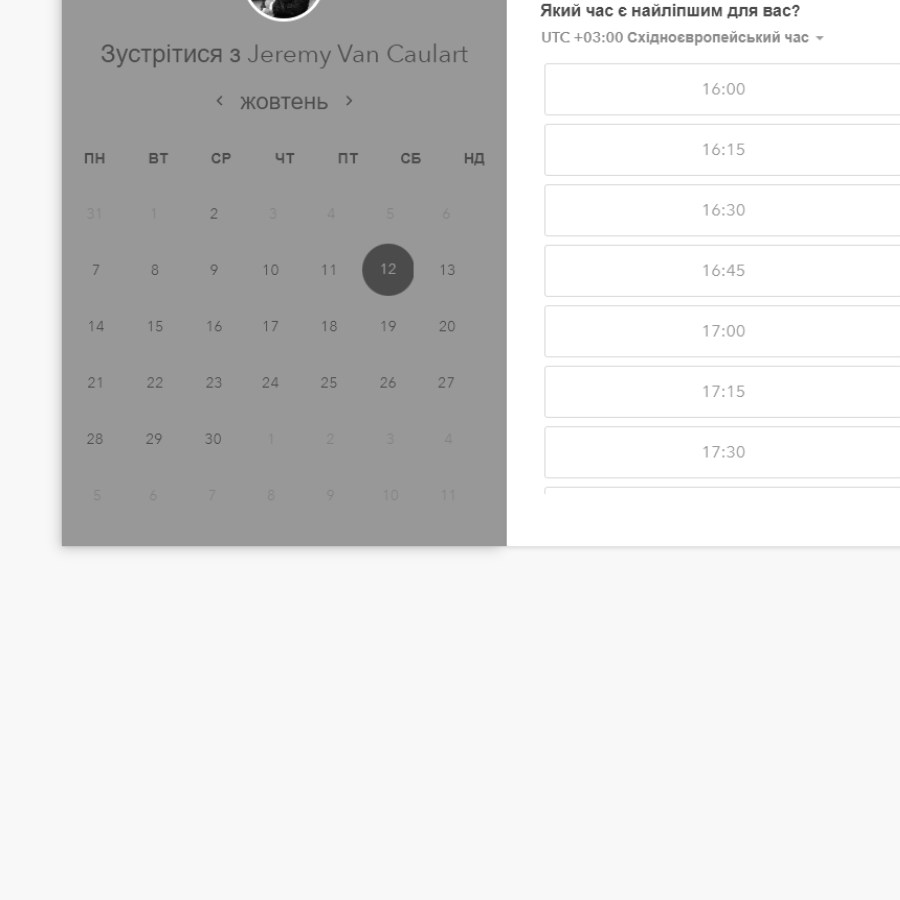 Зустрітися з Jeremy Van Caulart
жовтень
ПН ВТ СР ЧТ ПТ СБ НД
31 1 2 3 4 5 6
7 8 9 10 11 12 13
14 15 16 17 18 19 20
21 22 23 24 25 26 27
28 29 30 1 2 3 4
5 6 7 8 9 10 11
Який час є найліпшим для вас?
UTC +03:00 Східноєвропейський час
16:00
16:15
16:30
16:45
17:00
17:15
17:30